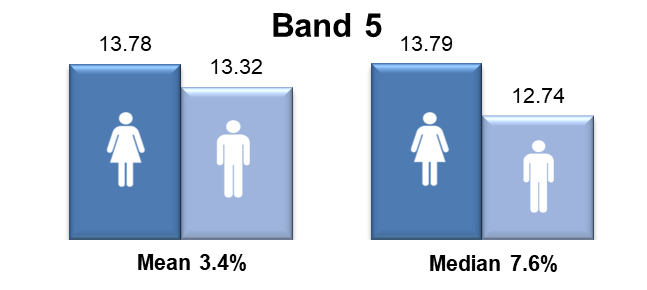 Band 5
13.78
13.32
Mean 3.4%
13.79
12.74
Median 7.6%